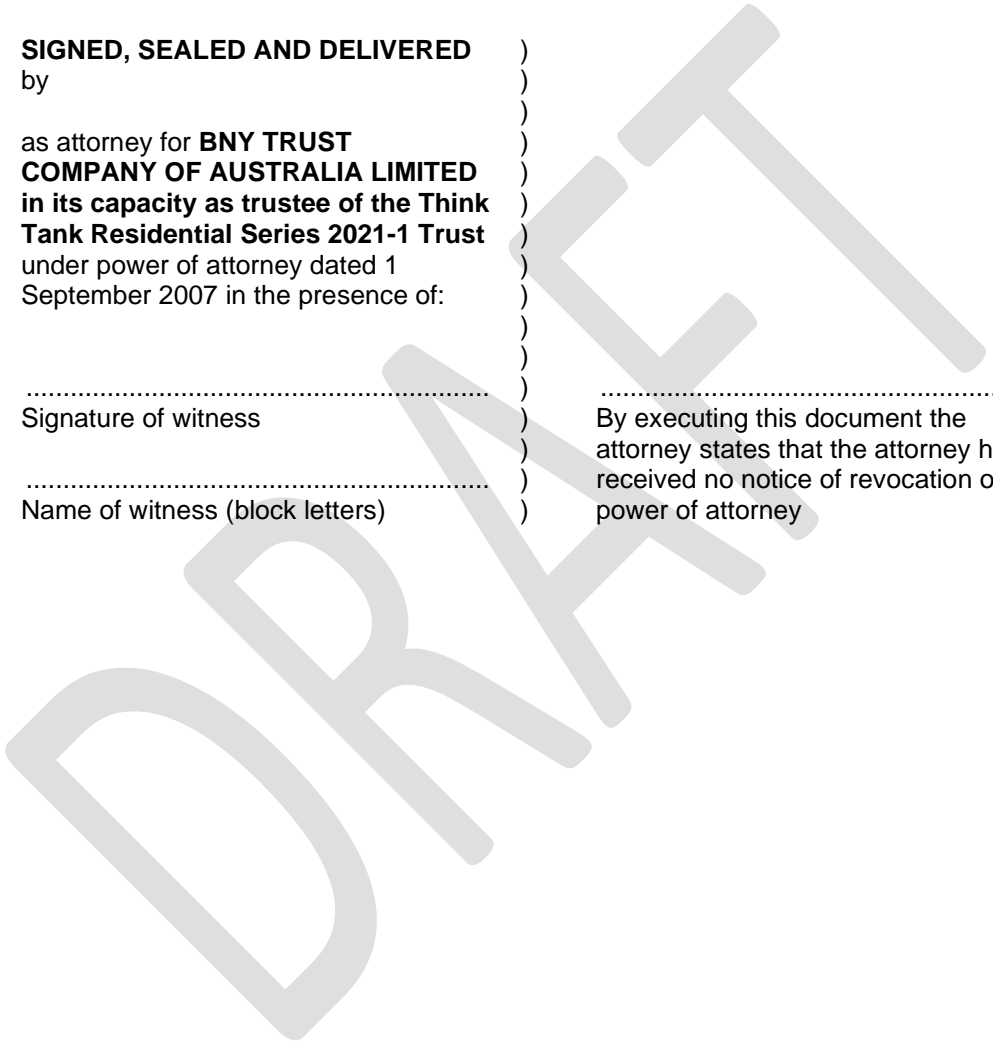 SIGNED, SEALED AND DELIVERED )
by )
)
as attorney for BNY TRUST )
COMPANY OF AUSTRALIA LIMITED )
in its capacity as trustee of the Think )
Tank Residential Series 2021-1 Trust )
under power of attorney dated 1 )
September 2007 in the presence of: )
)
)
............................................................... ) ......................................................
Signature of witness ) By executing this document the
) attorney states that the attorney h
............................................................... ) received no notice of revocation o
Name of witness (block letters) ) power of attorney
DRAFT